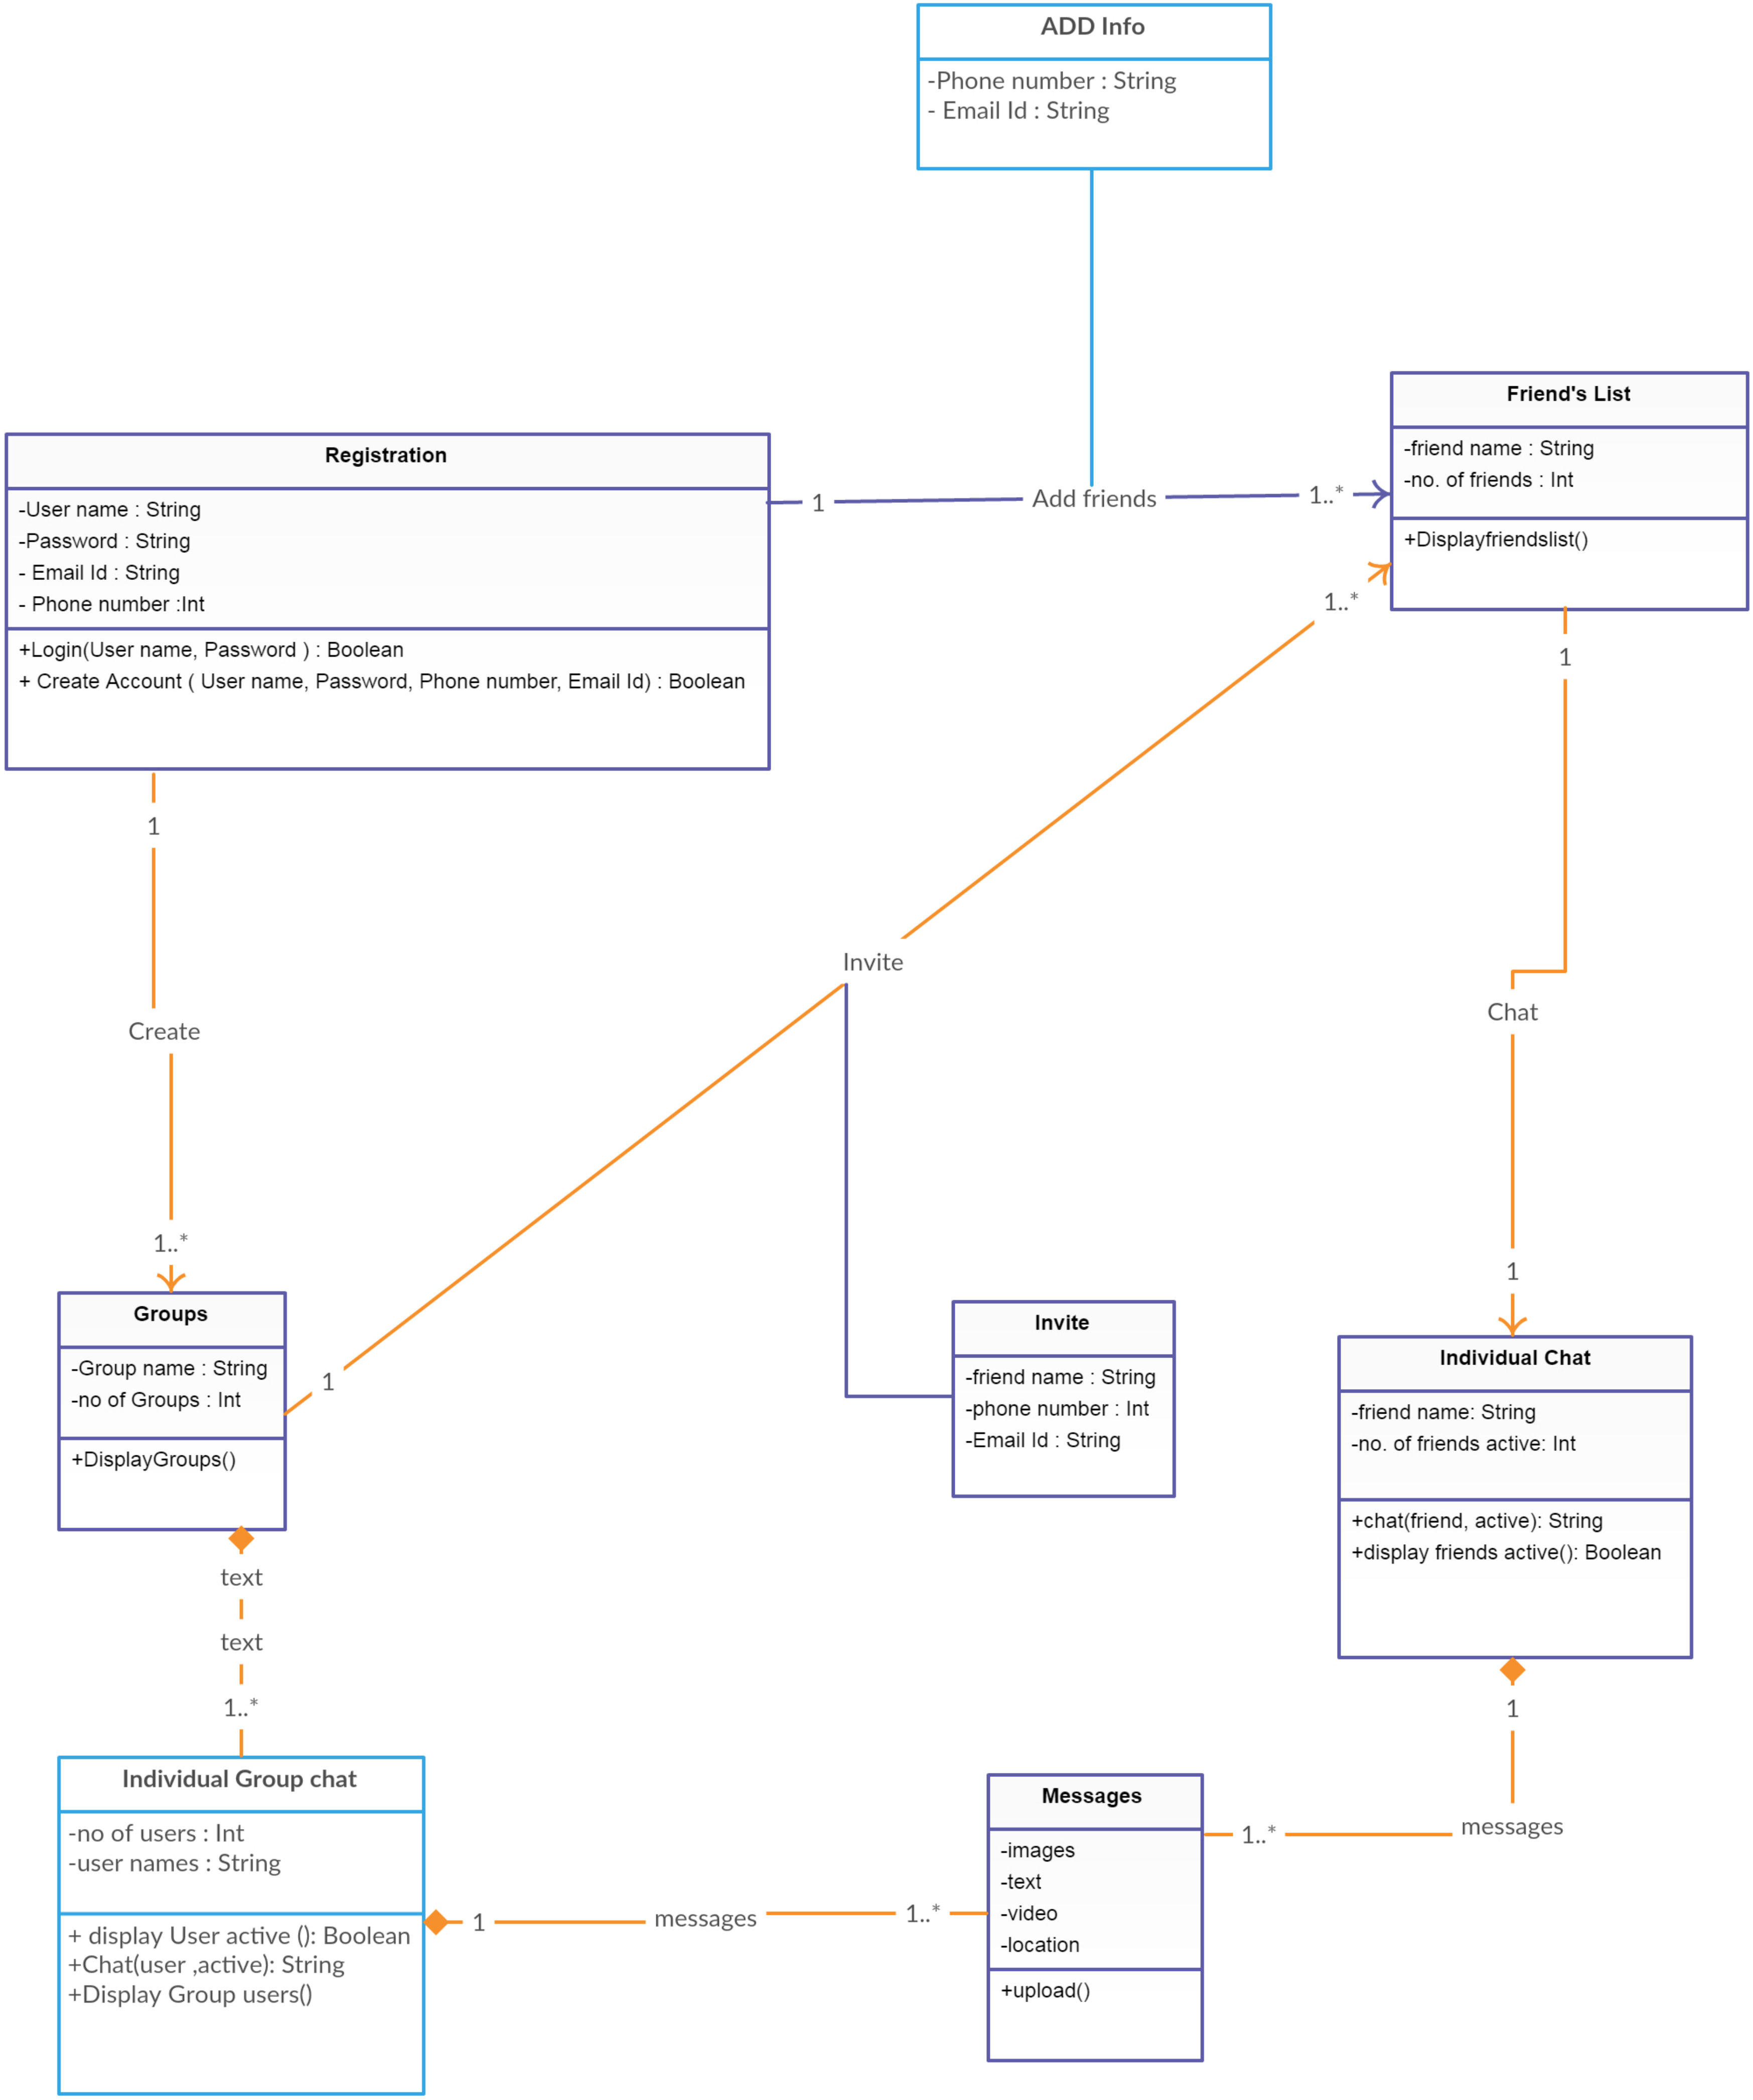 ADD Info
-Phone number : String
- Email Id : String
Friend's List
-friend name : String
-no. of friends : Int
+Displayfriendslist()
Registration
-User name : String
-Password : String
- Email Id : String
- Phone number :Int
+Login(User name, Password ) : Boolean
+ Create Account ( User name, Password, Phone number, Email Id) : Boolean
1
Add friends
1..*
1..*
1
1
Create
1..*
Invite
Chat
1
1
Groups
-Group name : String
-no of Groups : Int
+DisplayGroups()
Invite
-friend name : String
-phone number : Int
-Email Id : String
Individual Chat
-friend name: String
-no. of friends active: Int
+chat(friend, active): String
+display friends active(): Boolean
text
text
1..*
1
messages
1..*
Individual Group chat
-no of users : Int
-user names : String
+ display User active (): Boolean
+Chat(user ,active): String
+Display Group users()
1
messages
1..*
Messages
-images
-text
-video
-location
+upload()